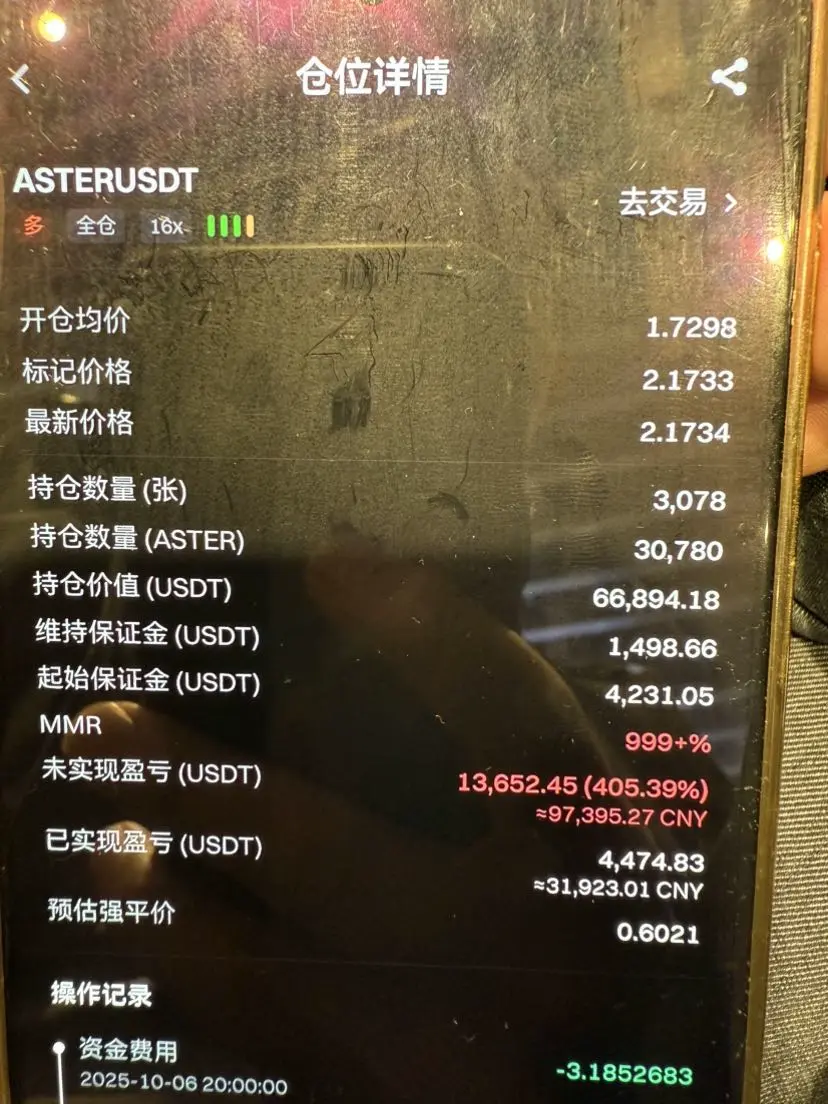 仓位详情
ASTERUSDT
多 全仓 16x
去交易 >
开仓均价 1.7298
标记价格 2.1733
最新价格 2.1734
持仓数量 (张) 3,078
持仓数量 (ASTER) 30,780
持仓价值 (USDT) 66,894.18
维持保证金 (USDT) 1,498.66
起始保证金 (USDT) 4,231.05
MMR 999+%
未实现盈亏 (USDT) 13,652.45 (405.39%)
≈97,395.27 CNY
已实现盈亏 (USDT) 4,474.83
≈31,923.01 CNY
预估强平价 0.6021
操作记录
资金费用 -3.1852683
2025-10-06 20:00:00